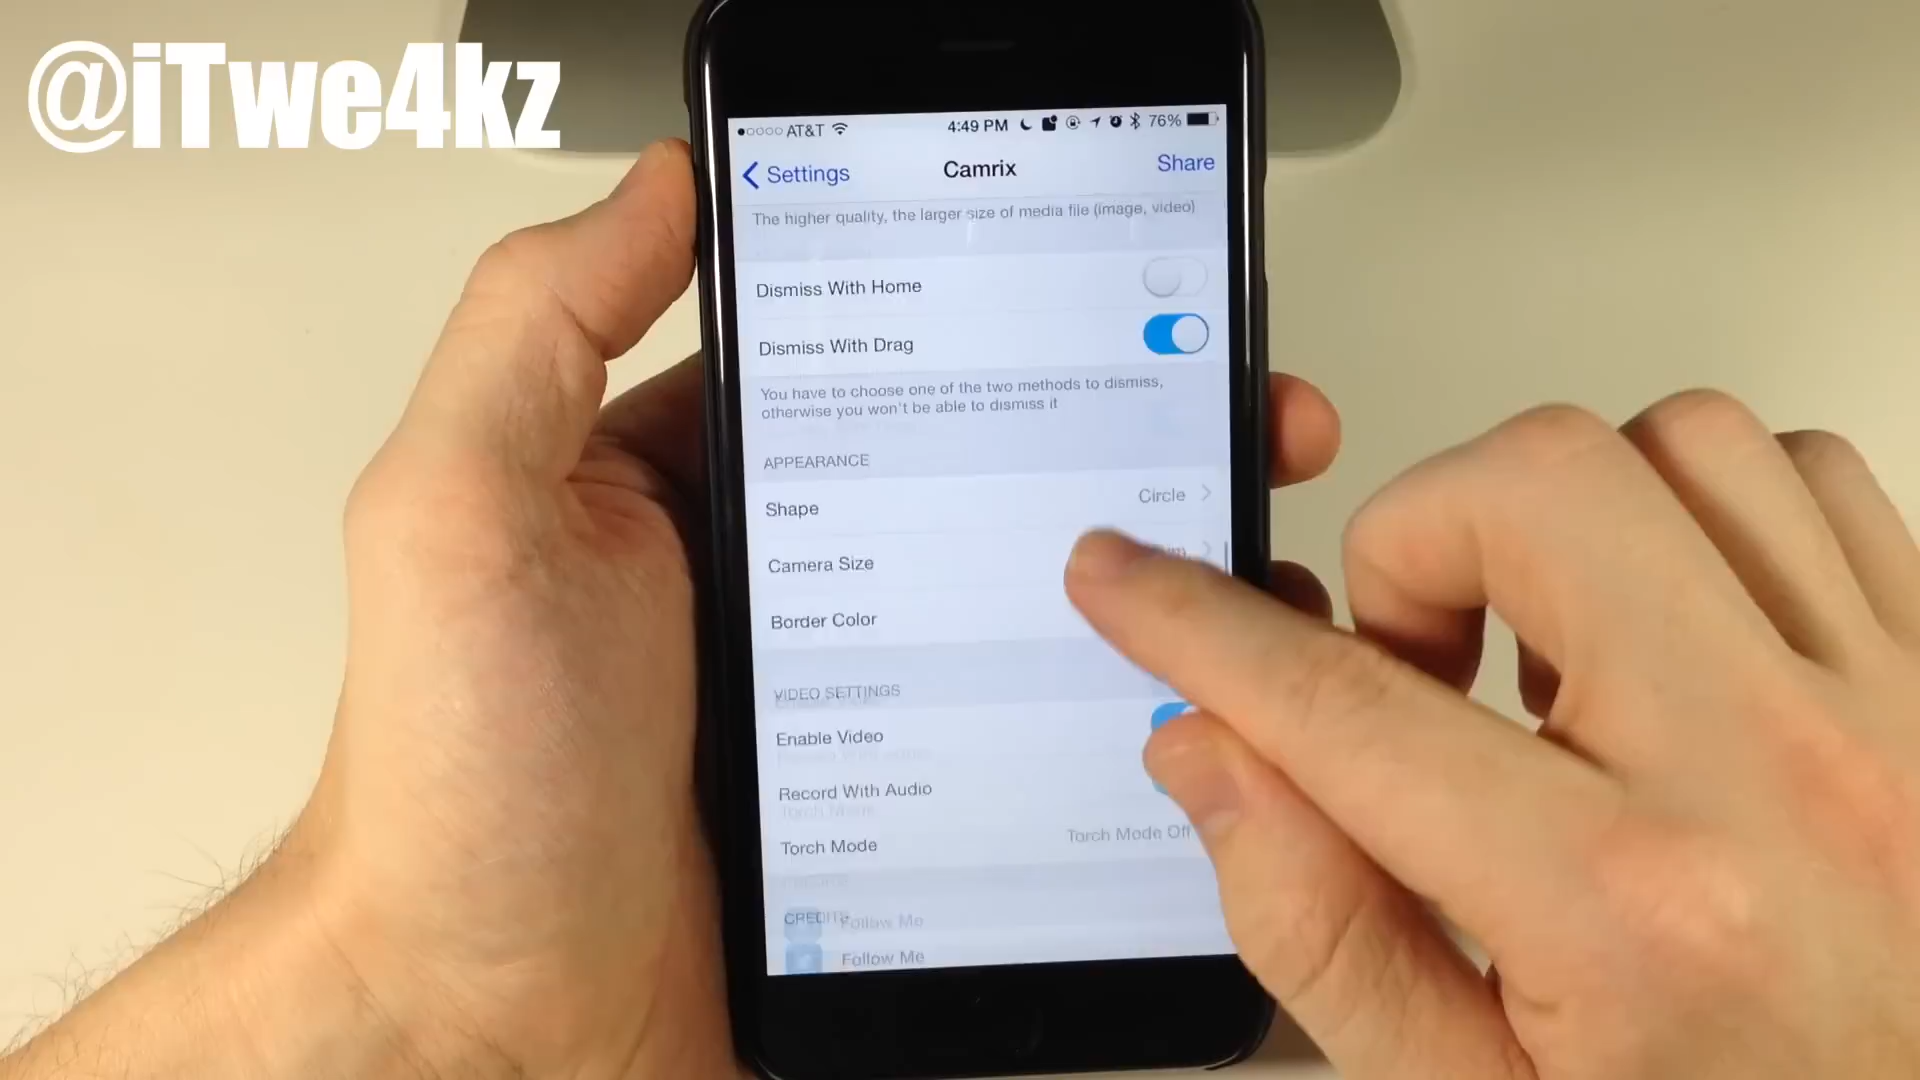 @iTwe4kz
AT&T 4:49 PM 76%
Settings Camrix Share
The higher quality, the larger size of media file (image, video)
Dismiss With Home
Dismiss With Drag
You have to choose one of the two methods to dismiss,
otherwise you won't be able to dismiss it
APPEARANCE
Shape Circle
Camera Size
Border Color
VIDEO SETTINGS
Enable Video
Record With Audio
Torch Mode Torch Mode Off
CREDITS
Follow Me
Follow Me